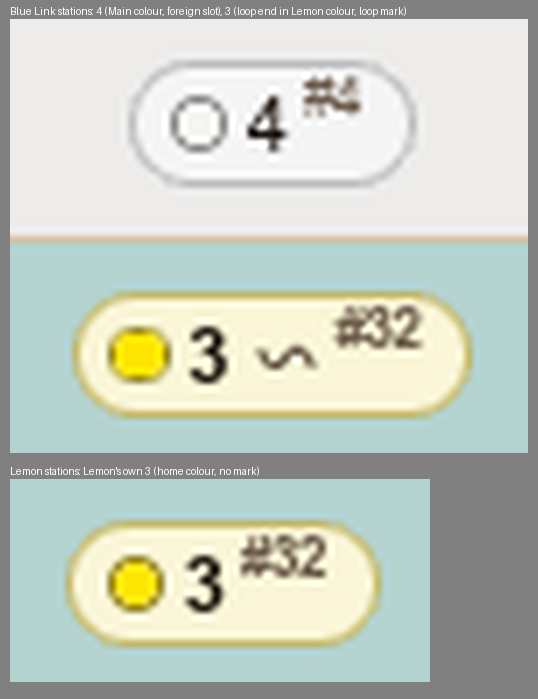 Blue Link stations: 4 (Main colour, foreign slot), 3 (loop end in Lemon colour, loop mark)
4 #4
3 #32
Lemon stations: Lemon's own 3 (home colour, no mark)
3 #32